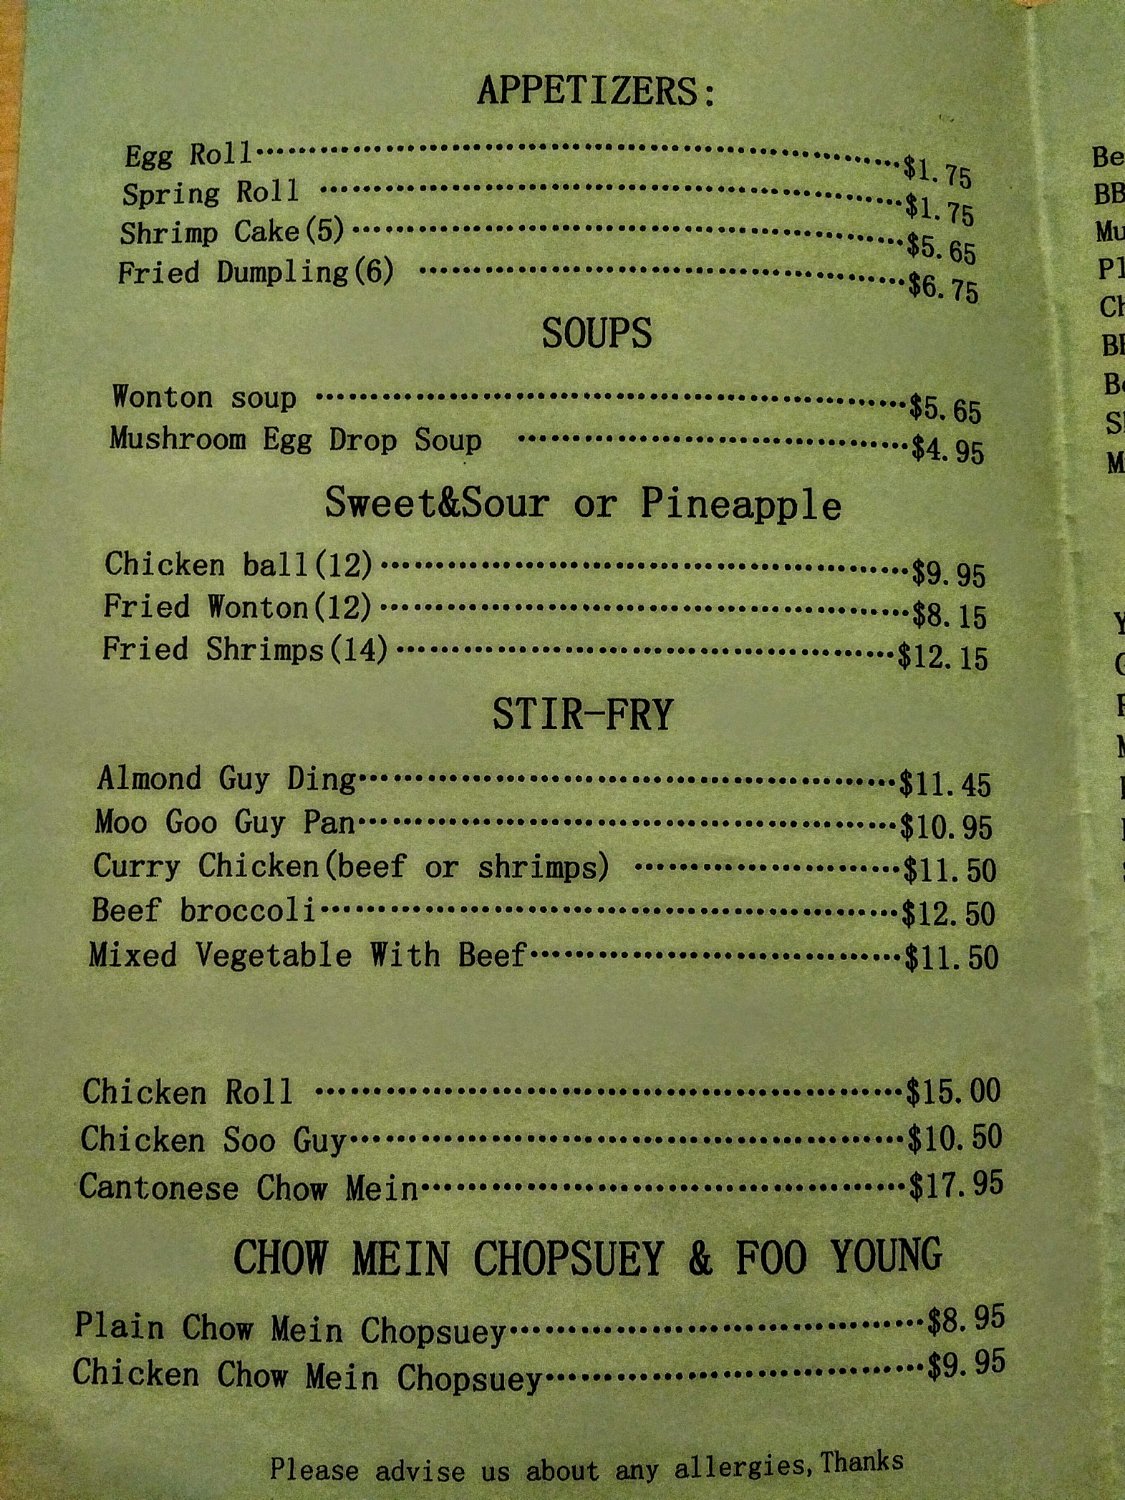 APPETIZERS:
Egg Roll $1.75
Spring Roll $1.75
Shrimp Cake(5) $5.65
Fried Dumpling(6) $6.75
SOUPS
Wonton soup $5.65
Mushroom Egg Drop Soup $4.95
Sweet&Sour or Pineapple
Chicken ball(12) $9.95
Fried Wonton(12) $8.15
Fried Shrimps(14) $12.15
STIR-FRY
Almond Guy Ding $11.45
Moo Goo Guy Pan $10.95
Curry Chicken(beef or shrimps) $11.50
Beef broccoli $12.50
Mixed Vegetable With Beef $11.50
Chicken Roll $15.00
Chicken Soo Guy $10.50
Cantonese Chow Mein $17.95
CHOW MEIN CHOPSUEY & FOO YOUNG
Plain Chow Mein Chopsuey $8.95
Chicken Chow Mein Chopsuey $9.95
Please advise us about any allergies,Thanks